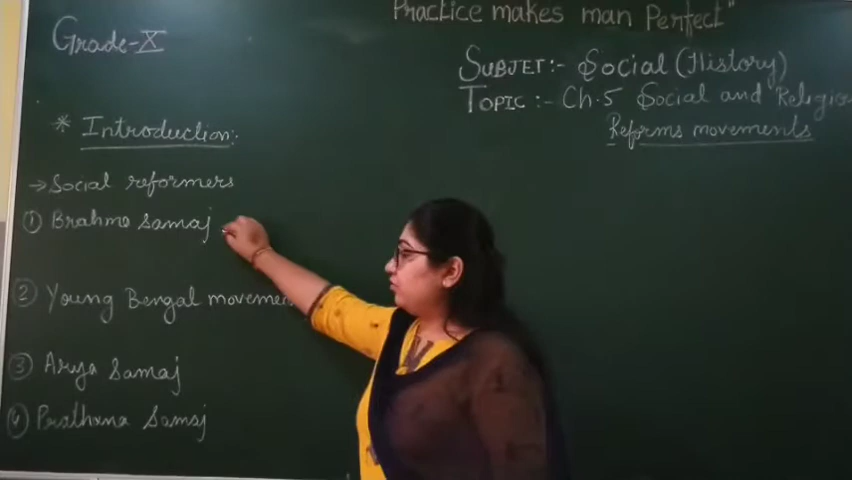 Practice makes man Perfect"
Grade-X
SUBJET :- Social (History)
TOPIC :- Ch.5 Social and Religio
Reforms movements
* Introduction:
→ Social reformers
① Brahmo Samaj
② Young Bengal movemen
③ Arya Samaj
④ Prathana Samaj